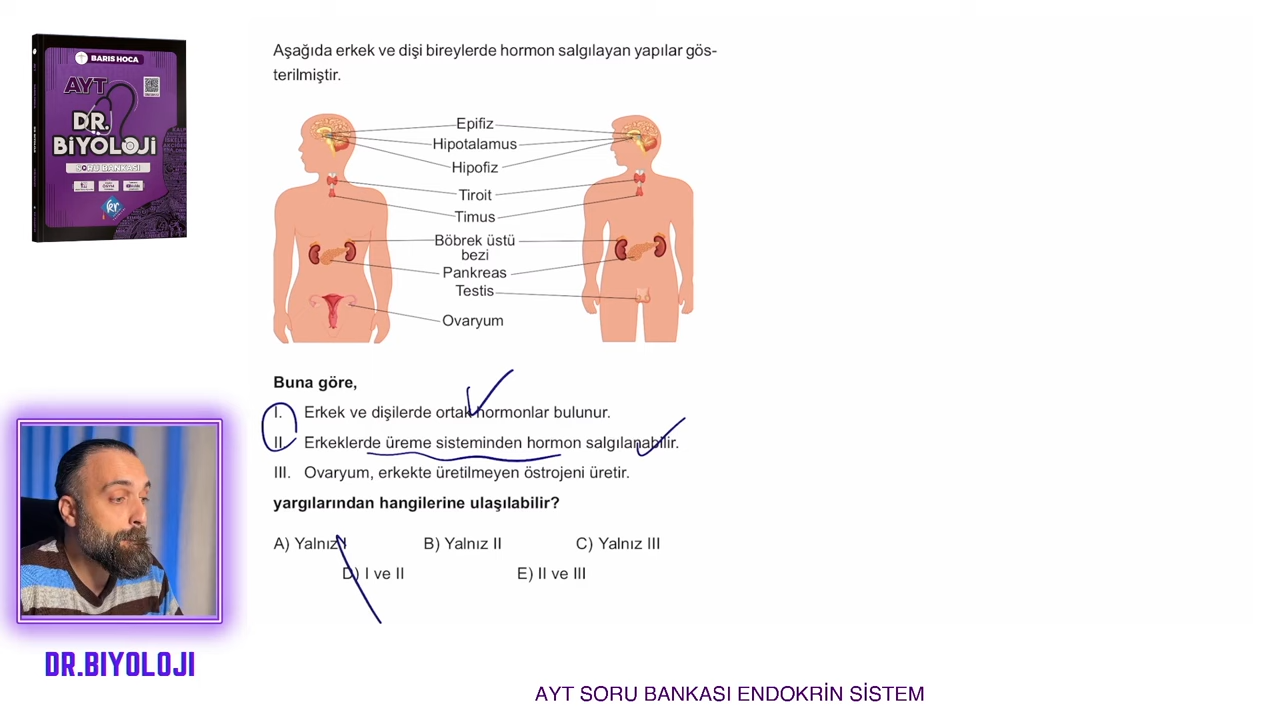 BARIS HOCA
AYT
DR.
BİYOLOJİ
SORU BANKASI
Aşağıda erkek ve dişi bireylerde hormon salgılayan yapılar gös-
terilmiştir.
Epifiz
Hipotalamus
Hipofiz
Tiroit
Timus
Böbrek üstü
bezi
Pankreas
Testis
Ovaryum
Buna göre,
I. Erkek ve dişilerde ortak hormonlar bulunur.
II. Erkeklerde üreme sisteminden hormon salgılanabilir.
III. Ovaryum, erkekte üretilmeyen östrojeni üretir.
yargılarından hangilerine ulaşılabilir?
A) Yalnız I B) Yalnız II C) Yalnız III
D) I ve II E) II ve III
DR.BIYOLOJI
AYT SORU BANKASI ENDOKRİN SİSTEM